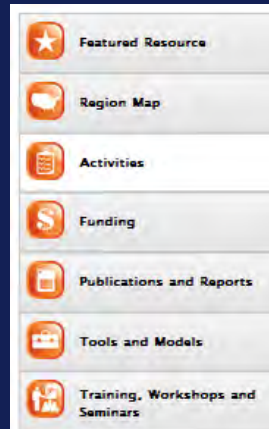 Featured Resource
Region Map
Activities
Funding
Publications and Reports
Tools and Models
Training, Workshops and
Seminars